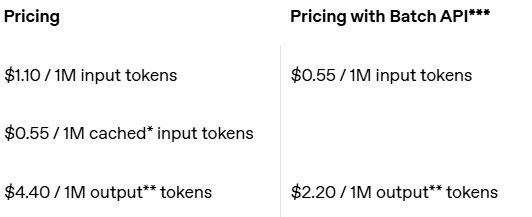 Pricing
Pricing with Batch API***
$1.10 / 1M input tokens
$0.55 / 1M input tokens
$0.55 / 1M cached* input tokens
$4.40 / 1M output** tokens
$2.20 / 1M output** tokens